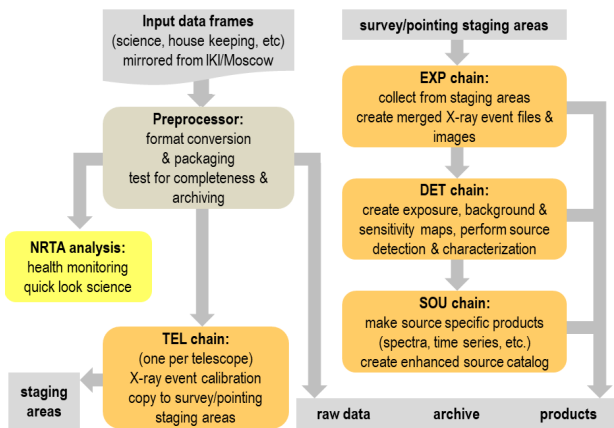 Input data frames
(science, house keeping, etc)
mirrored from IKI/Moscow
Preprocessor:
format conversion
& packaging
test for completeness &
archiving
NRTA analysis:
health monitoring
quick look science
TEL chain:
(one per telescope)
X-ray event calibration
copy to survey/pointing
staging areas
staging
areas
survey/pointing staging areas
EXP chain:
collect from staging areas
create merged X-ray event files &
images
DET chain:
create exposure, background &
sensitivity maps, perform source
detection & characterization
SOU chain:
make source specific products
(spectra, time series, etc.)
create enhanced source catalog
raw data archive products